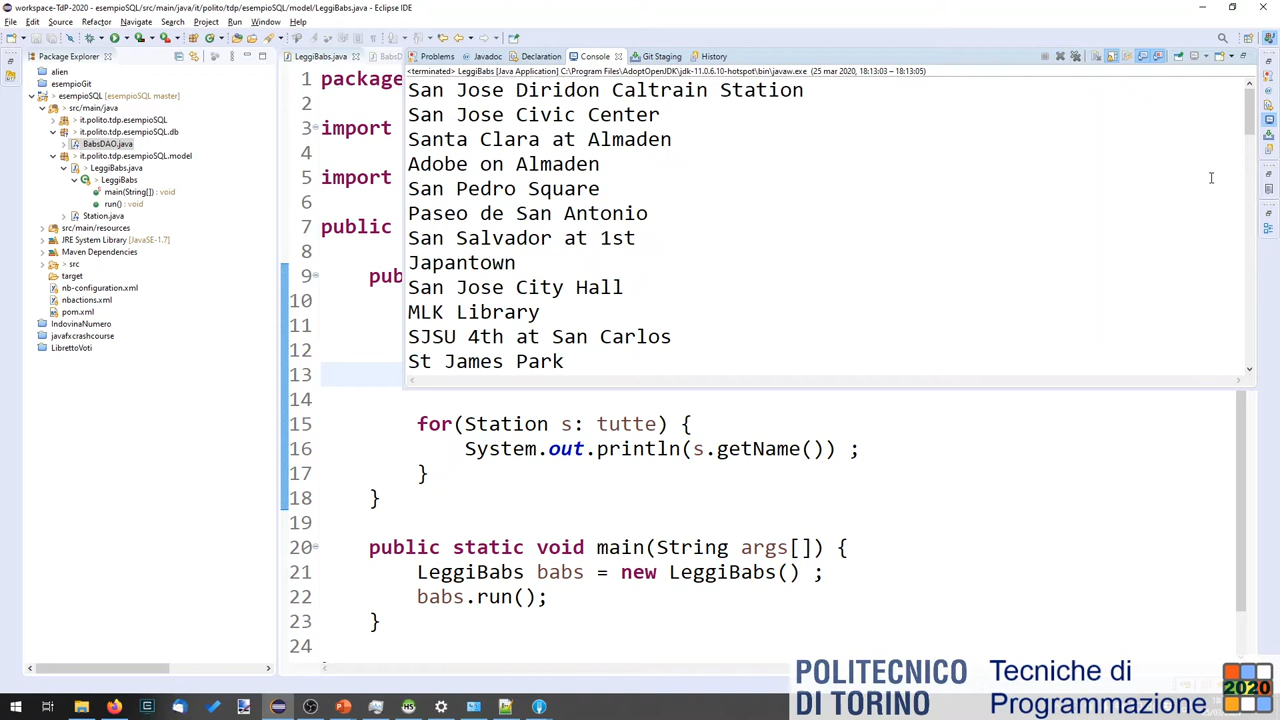 workspace-TdP-2020 - esempioSQL/src/main/java/it/polito/tdp/esempioSQL/model/LeggiBabs.java - Eclipse IDE
File Edit Source Refactor Navigate Search Project Run Window Help
Package Explorer
alien
esempioGit
esempioSQL [esempioSQL master]
src/main/java
it.polito.tdp.esempioSQL
it.polito.tdp.esempioSQL.db
BabsDAO.java
it.polito.tdp.esempioSQL.model
LeggiBabs.java
LeggiBabs
main(String[]) : void
run() : void
Station.java
src/main/resources
JRE System Library [JavaSE-1.7]
Maven Dependencies
src
target
nb-configuration.xml
nbactions.xml
pom.xml
IndovinaNumero
javafxcrashcourse
LibrettoVoti
LeggiBabs.java
BabsD
1 package
2
3 import
4
5 import
6
7 public
8
9 pub
10
11
12
13
14
15 for(Station s: tutte) {
16 System.out.println(s.getName()) ;
17 }
18 }
19
20 public static void main(String args[]) {
21 LeggiBabs babs = new LeggiBabs() ;
22 babs.run();
23 }
24
Problems Javadoc Declaration Console Git Staging History
<terminated> LeggiBabs [Java Application] C:\Program Files\AdoptOpenJDK\jdk-11.0.6.10-hotspot\bin\javaw.exe (25 mar 2020, 18:13:03 – 18:13:05)
San Jose Diridon Caltrain Station
San Jose Civic Center
Santa Clara at Almaden
Adobe on Almaden
San Pedro Square
Paseo de San Antonio
San Salvador at 1st
Japantown
San Jose City Hall
MLK Library
SJSU 4th at San Carlos
St James Park
POLITECNICO
DI TORINO
Tecniche di
Programmazione
2020